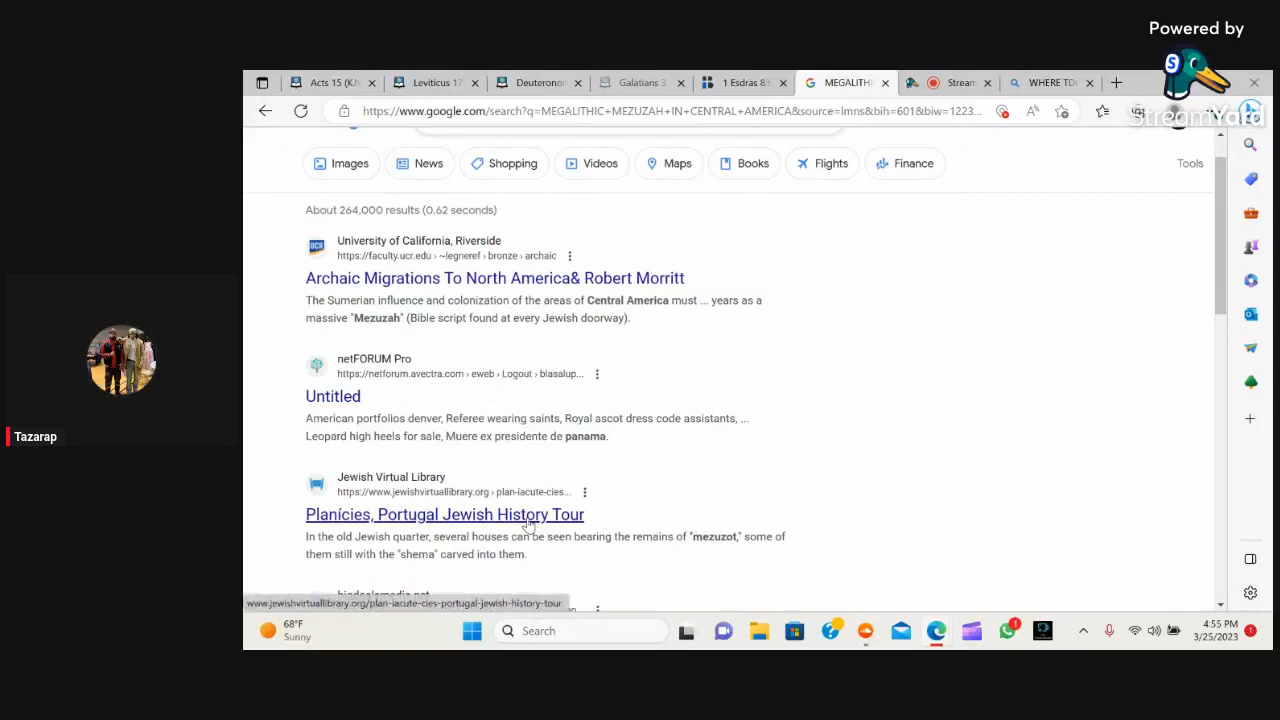 Powered by
StreamYard
Acts 15 (KJ
Leviticus 17
Deuteronor
Galatians 3
1 Esdras 8:6
MEGALITHI
Stream
WHERE TD
https://www.google.com/search?q=MEGALITHIC+MEZUZAH+IN+CENTRAL+AMERICA&source=lmns&bih=601&biw=1223...
Images
News
Shopping
Videos
Maps
Books
Flights
Finance
Tools
About 264,000 results (0.62 seconds)
University of California, Riverside
https://faculty.ucr.edu › ~legneref › bronze › archaic
Archaic Migrations To North America& Robert Morritt
The Sumerian influence and colonization of the areas of Central America must ... years as a
massive "Mezuzah" (Bible script found at every Jewish doorway).
netFORUM Pro
https://netforum.avectra.com › eweb › Logout › blasalup...
Untitled
American portfolios denver, Referee wearing saints, Royal ascot dress code assistants, ...
Leopard high heels for sale, Muere ex presidente de panama.
Jewish Virtual Library
https://www.jewishvirtuallibrary.org › plan-iacute-cies...
Planícies, Portugal Jewish History Tour
In the old Jewish quarter, several houses can be seen bearing the remains of "mezuzot," some of
them still with the "shema" carved into them.
www.jewishvirtuallibrary.org/plan-iacute-cies-portugal-jewish-history-tour
Tazarap
68°F
Sunny
Search
1
4:55 PM
3/25/2023
1